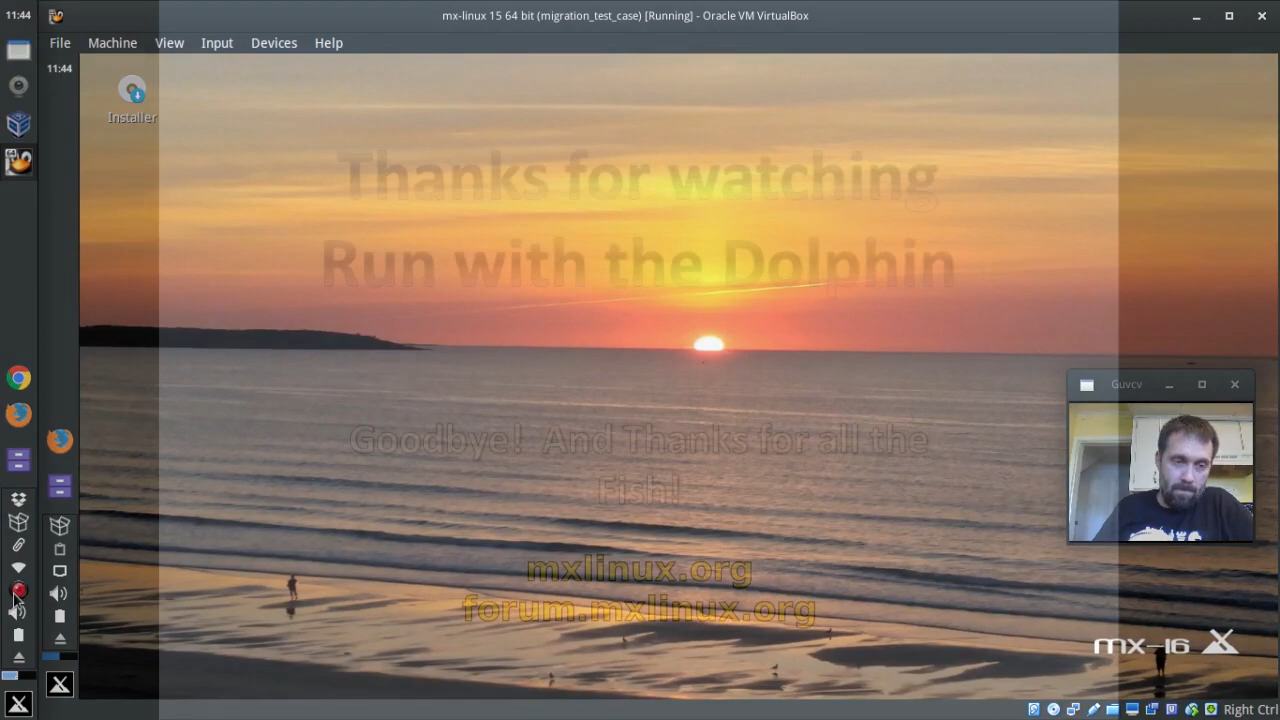 11:44
mx-linux 15 64 bit (migration_test_case) [Running] - Oracle VM VirtualBox
File Machine View Input Devices Help
11:44
Installer
Thanks for watching
Run with the Dolphin
Guvcv
Goodbye! And Thanks for all the
Fish!
mxlinux.org
forum.mxlinux.org
mx-16
Right Ctrl